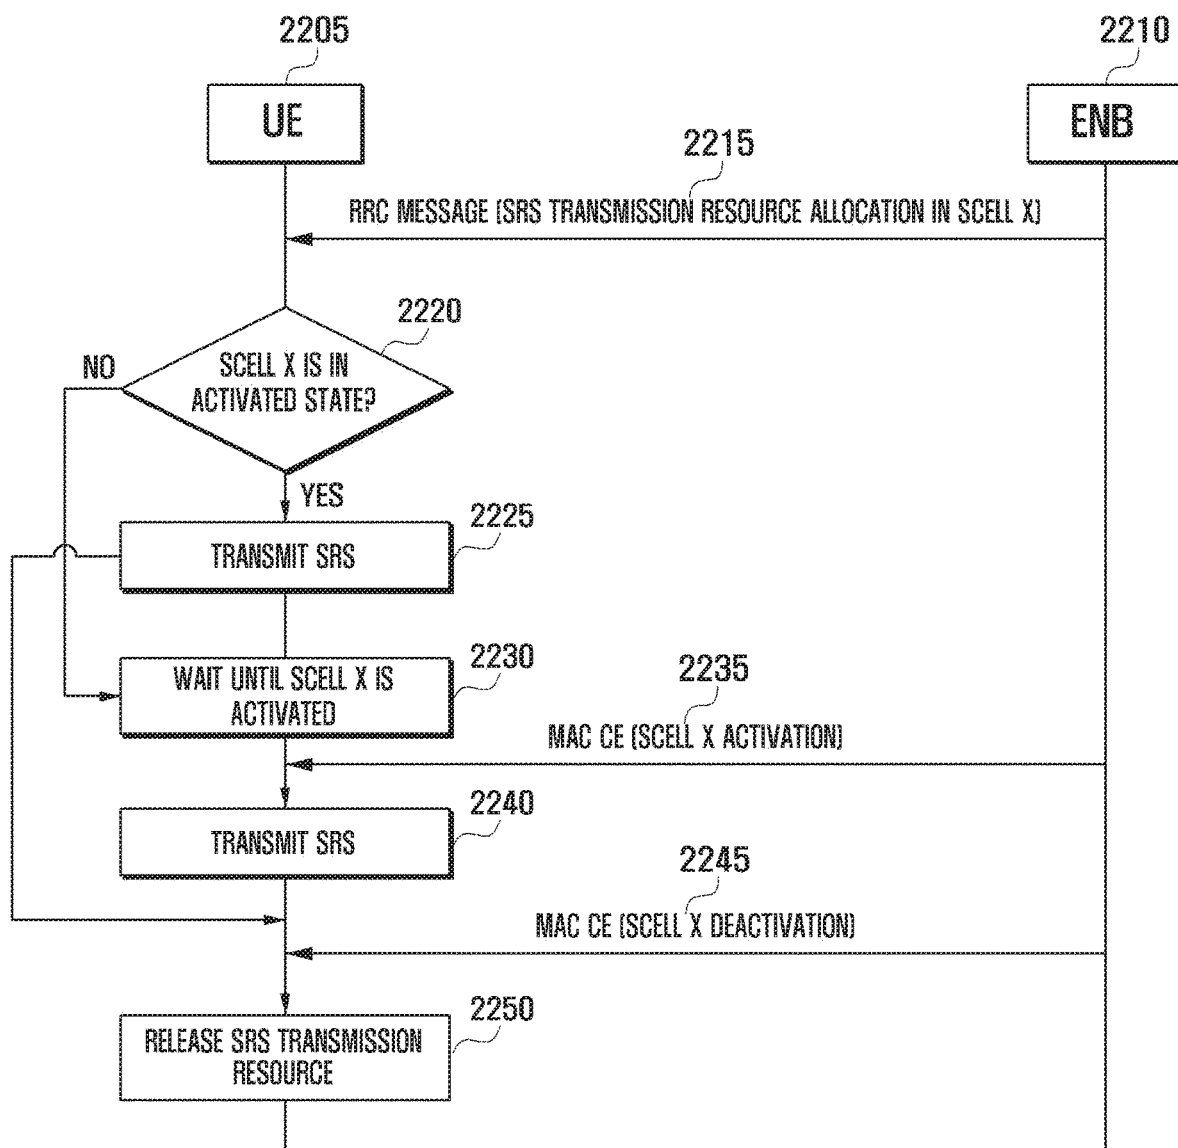 2205
2210
UE
ENB
2215
RRC MESSAGE (SRS TRANSMISSION RESOURCE ALLOCATION IN SCELL X)
2220
NO
SCELL X IS IN
ACTIVATED STATE?
YES
2225
TRANSMIT SRS
2230
WAIT UNTIL SCELL X IS
ACTIVATED
2235
MAC CE (SCELL X ACTIVATION)
2240
TRANSMIT SRS
2245
MAC CE (SCELL X DEACTIVATION)
2250
RELEASE SRS TRANSMISSION
RESOURCE